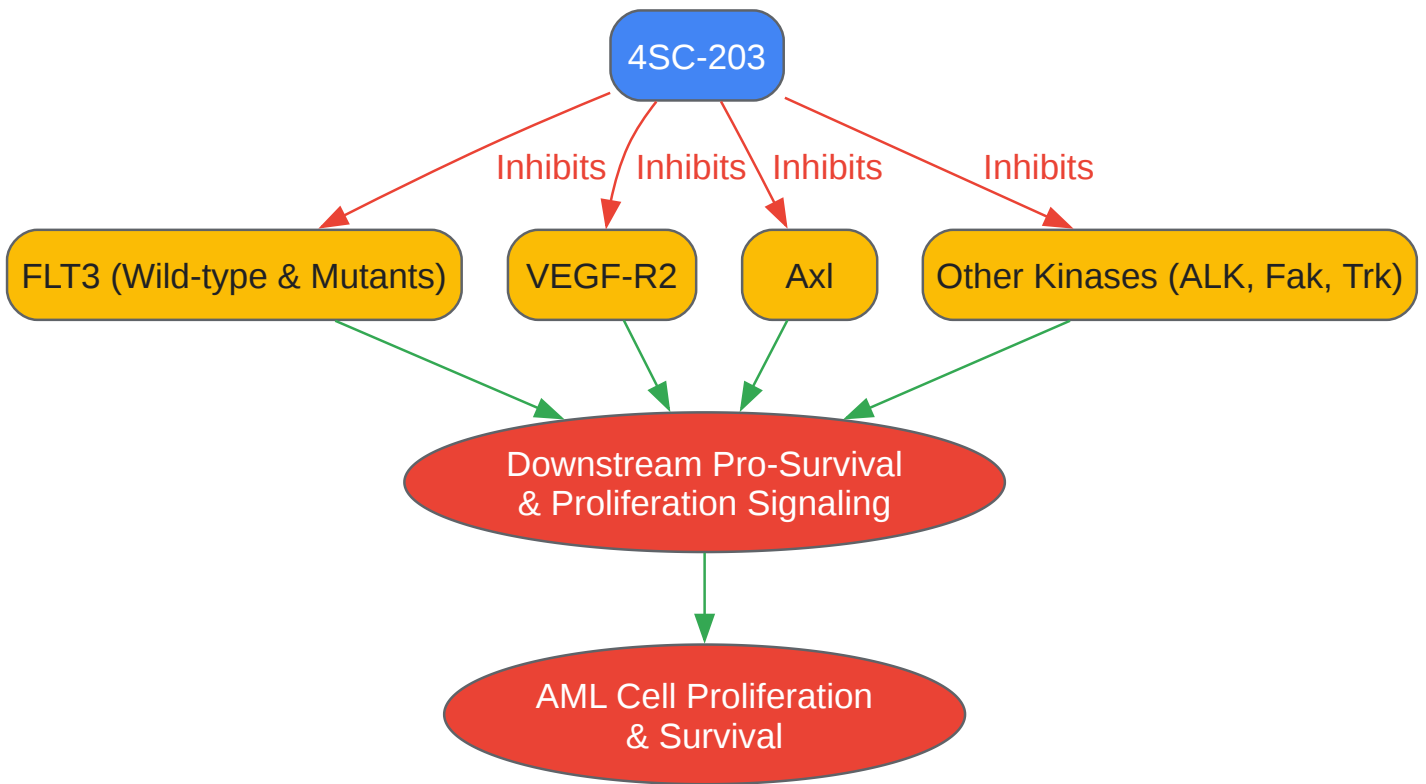 4SC-203
Inhibits
Inhibits
Inhibits
Inhibits
FLT3 (Wild-type & Mutants)
VEGF-R2
Axl
Other Kinases (ALK, Fak, Trk)
Downstream Pro-Survival
& Proliferation Signaling
AML Cell Proliferation
& Survival